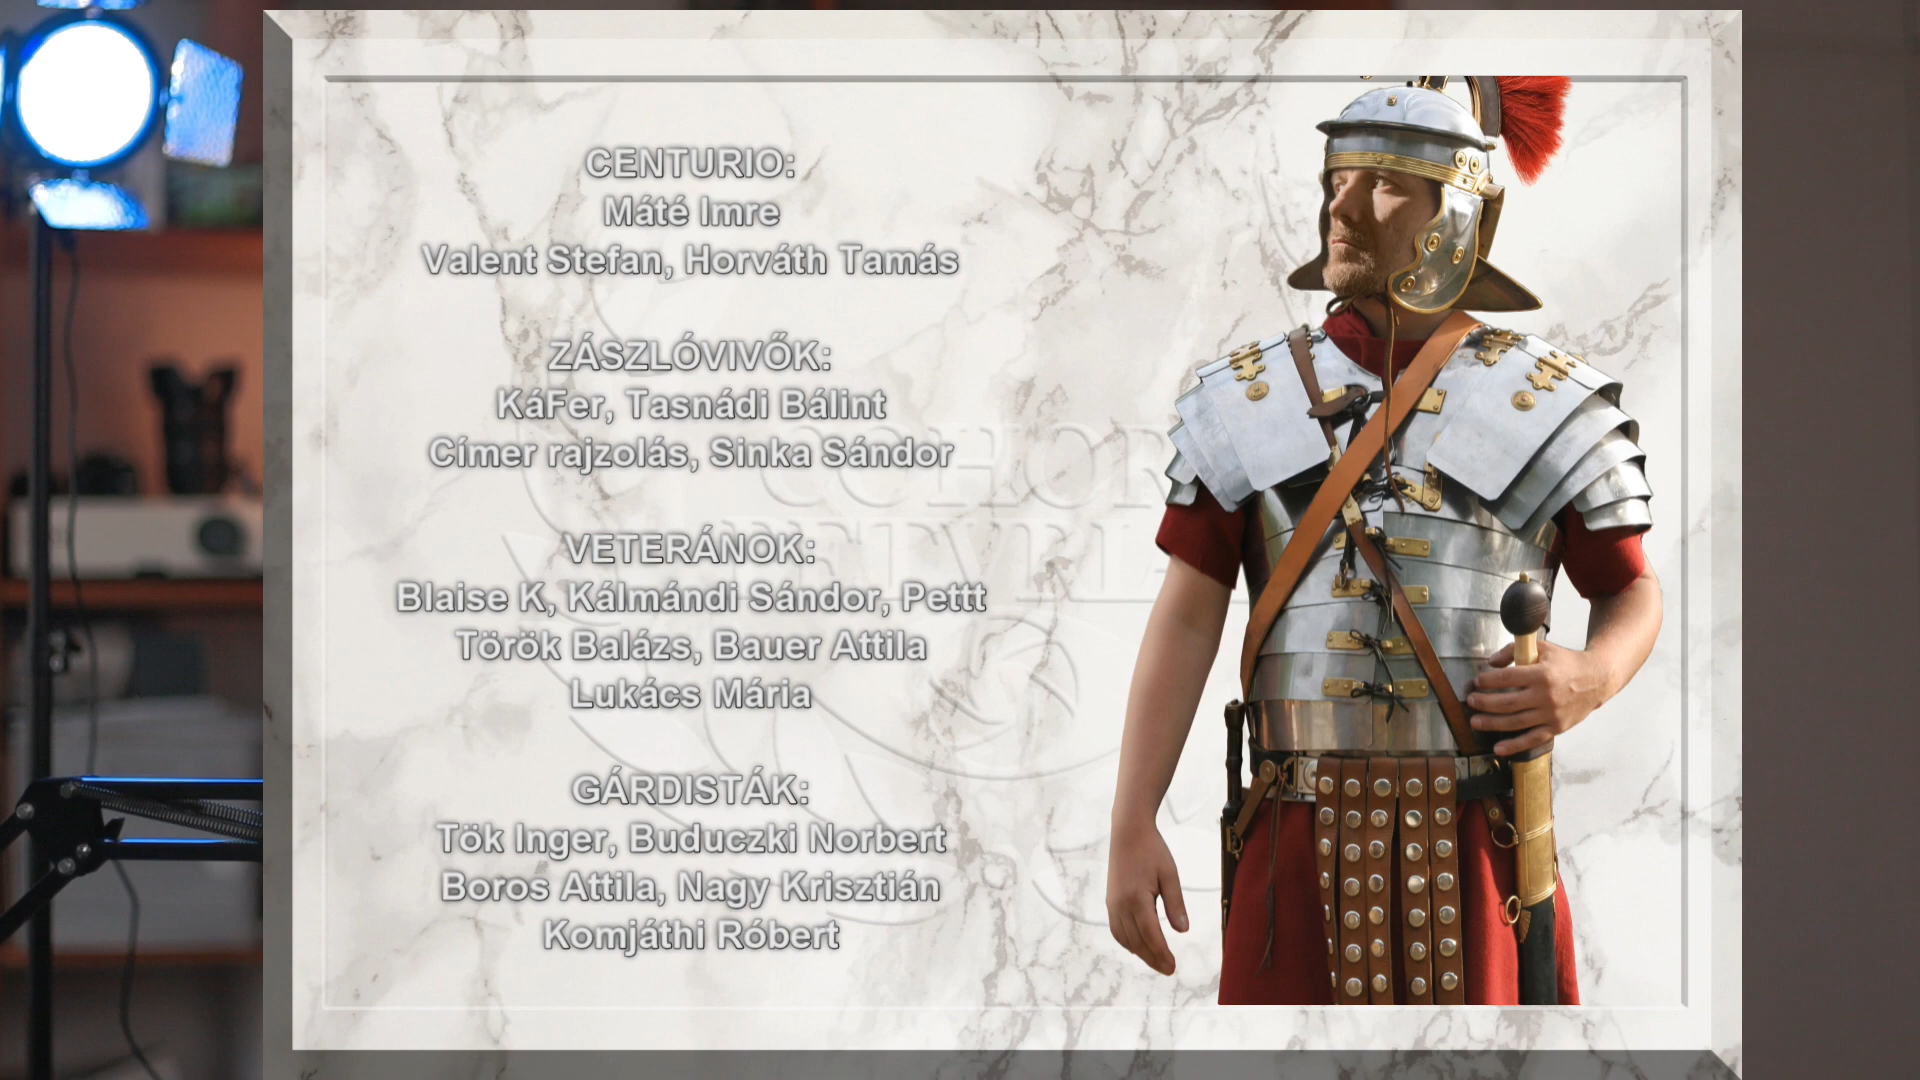 CENTURIO:
Máté Imre
Valent Stefan, Horváth Tamás
ZÁSZLÓVIVŐK:
KáFer, Tasnádi Bálint
Címer rajzolás, Sinka Sándor
VETERÁNOK:
Blaise K, Kálmándi Sándor, Pettt
Török Balázs, Bauer Attila
Lukács Mária
GÁRDISTÁK:
Tök Inger, Buduczki Norbert
Boros Attila, Nagy Krisztián
Komjáthi Róbert